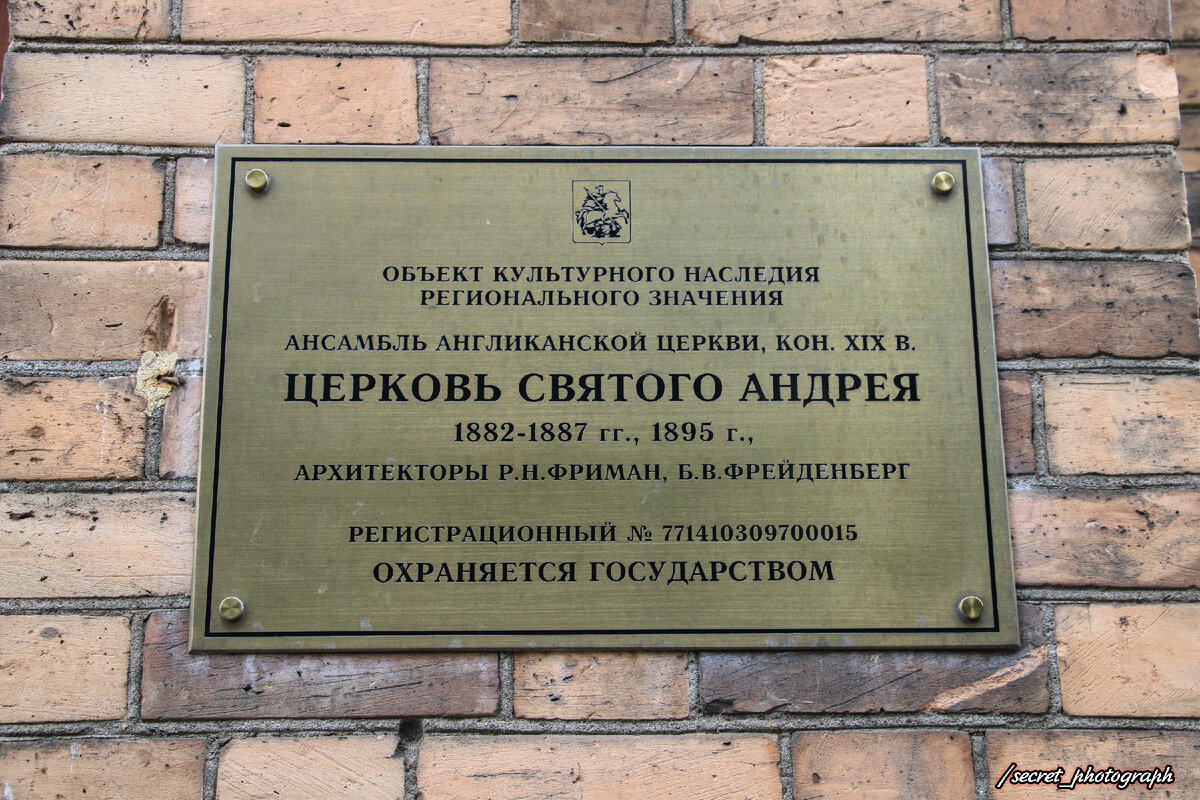 ОБЪЕКТ КУЛЬТУРНОГО НАСЛЕДИЯ
РЕГИОНАЛЬНОГО ЗНАЧЕНИЯ
АНСАМБЛЬ АНГЛИКАНСКОЙ ЦЕРКВИ, КОН. XIX В.
ЦЕРКОВЬ СВЯТОГО АНДРЕЯ
1882-1887 гг., 1895 г.,
АРХИТЕКТОРЫ Р.Н.ФРИМАН, Б.В.ФРЕЙДЕНБЕРГ
РЕГИСТРАЦИОННЫЙ № 771410309700015
ОХРАНЯЕТСЯ ГОСУДАРСТВОМ
/secret_photograph